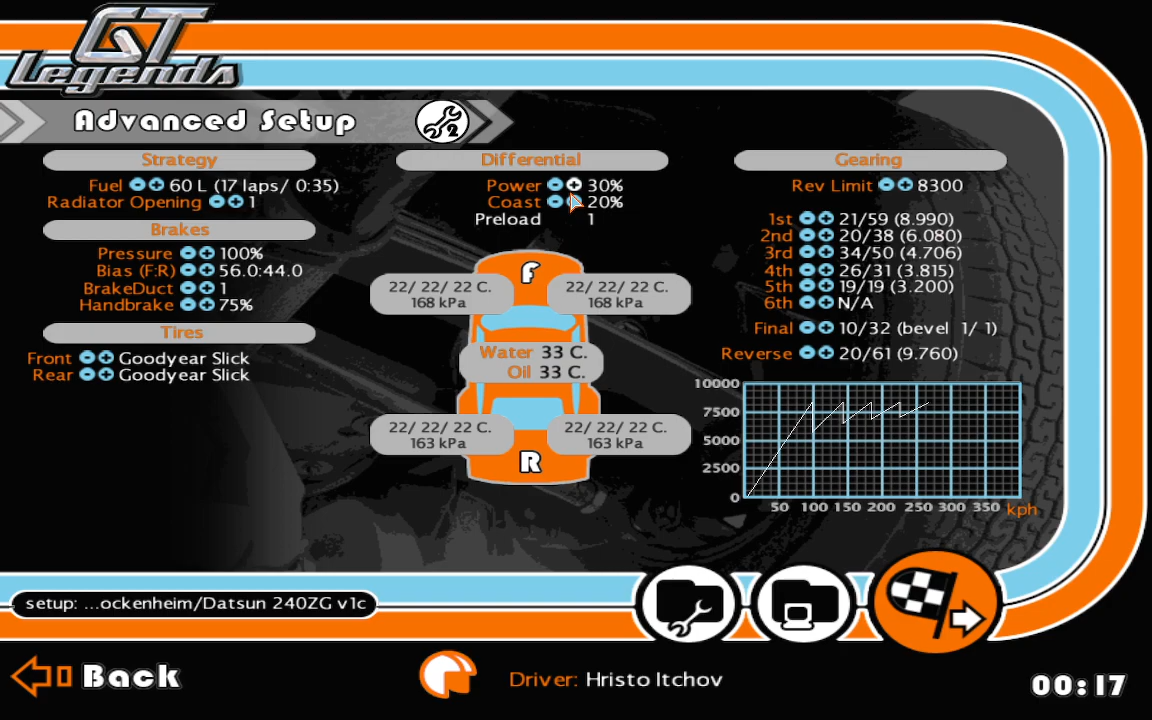 GT
Legends
Advanced Setup
2
Strategy
Fuel 60 L (17 laps/ 0:35)
Radiator Opening 1
Brakes
Pressure 100%
Bias (F:R) 56.0:44.0
BrakeDuct 1
Handbrake 75%
Tires
Front Goodyear Slick
Rear Goodyear Slick
Differential
Power 30%
Coast 20%
Preload 1
F
22/ 22/ 22 C.
168 kPa
22/ 22/ 22 C.
168 kPa
Water 33 C.
Oil 33 C.
22/ 22/ 22 C.
163 kPa
22/ 22/ 22 C.
163 kPa
R
Gearing
Rev Limit 8300
1st 21/59 (8.990)
2nd 20/38 (6.080)
3rd 34/50 (4.706)
4th 26/31 (3.815)
5th 19/19 (3.200)
6th N/A
Final 10/32 (bevel 1/ 1)
Reverse 20/61 (9.760)
10000
7500
5000
2500
0
50 100 150 200 250 300 350 kph
setup: ...ockenheim/Datsun 240ZG v1c
Back
Driver: Hristo Itchov
00:17